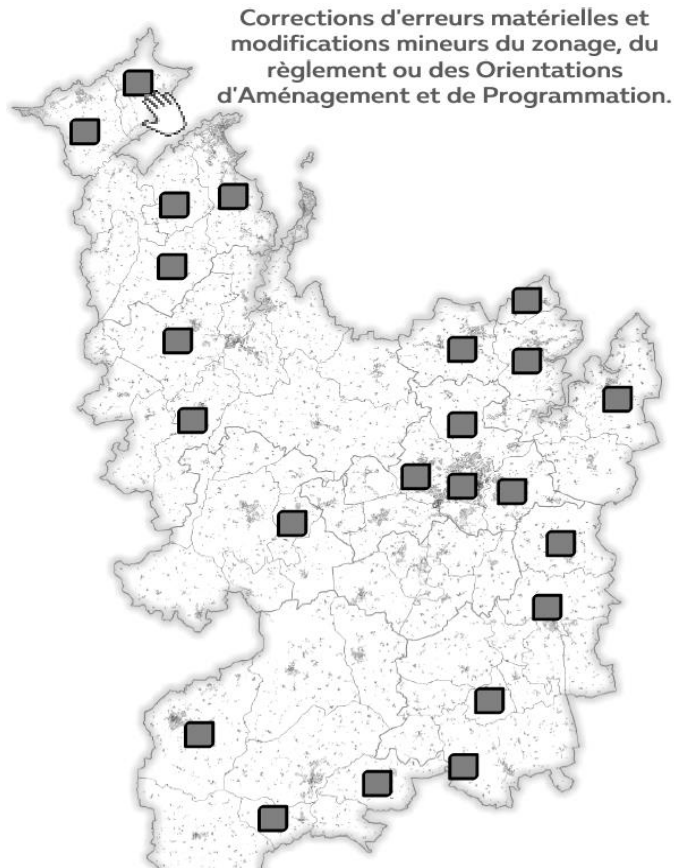 Corrections d'erreurs matérielles et
modifications mineurs du zonage, du
règlement ou des Orientations
d'Aménagement et de Programmation.